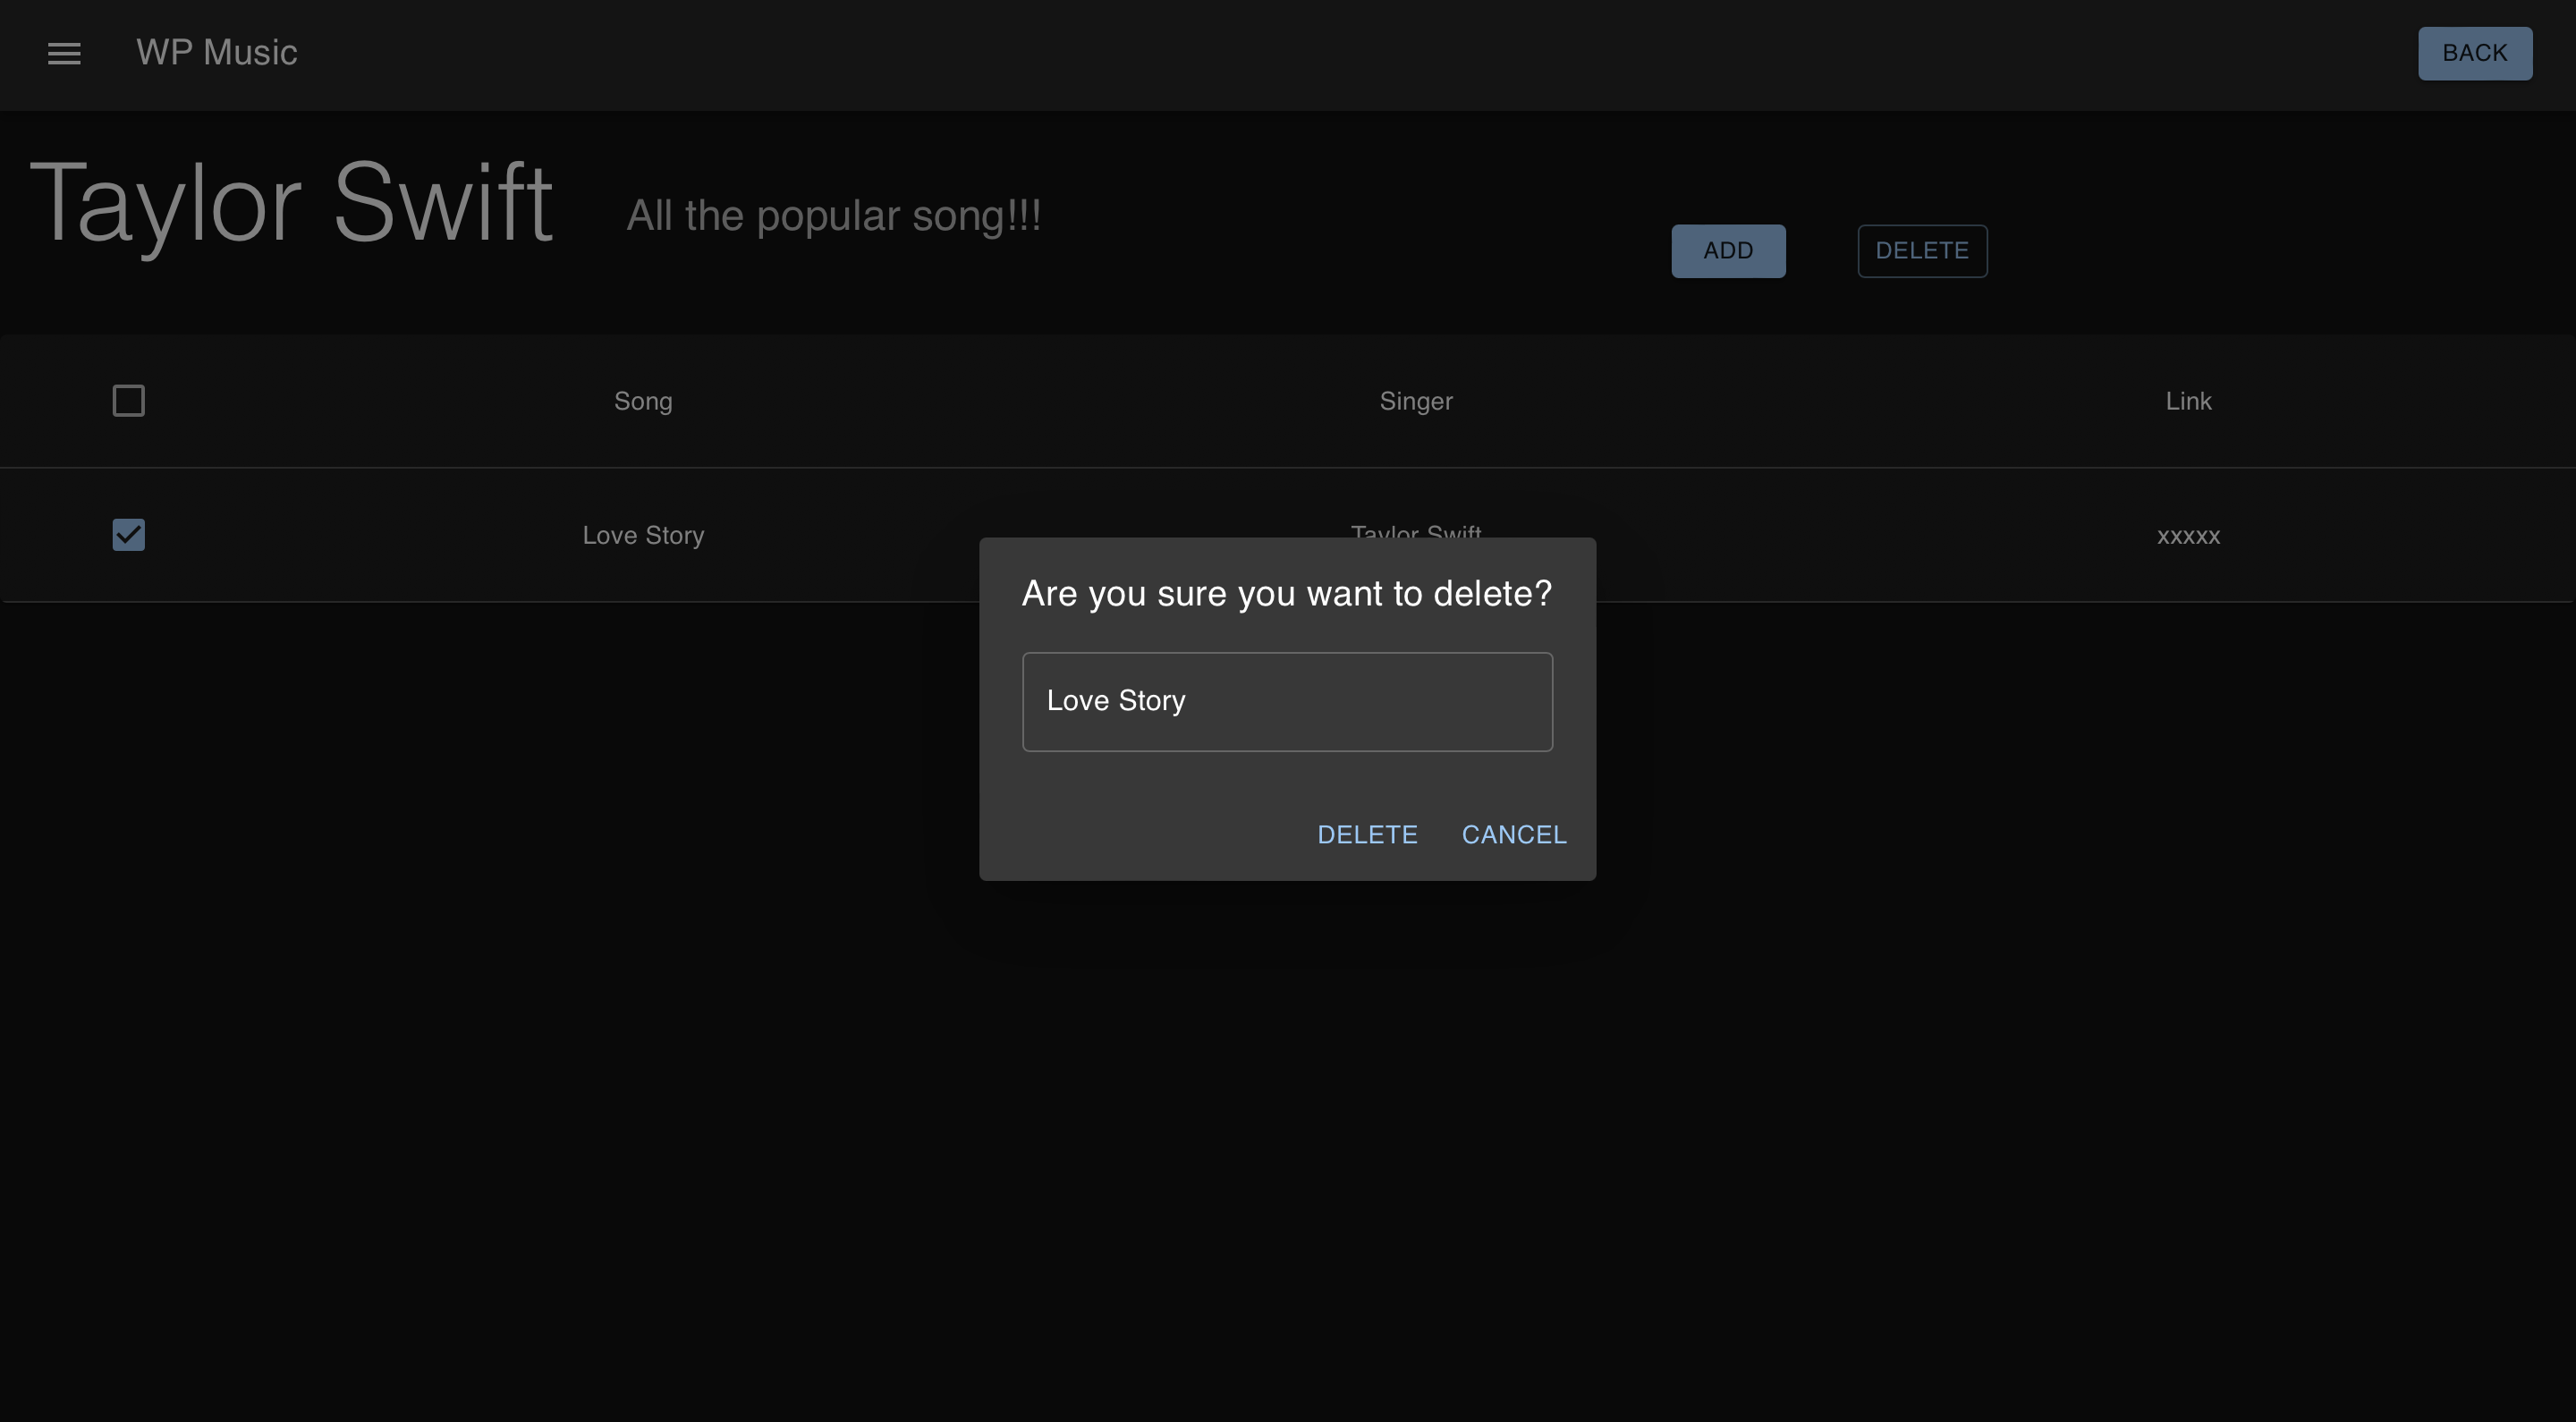 WP Music
BACK
Taylor Swift
All the popular song!!!
ADD
DELETE
Song Singer Link
Love Story Taylor Swift xxxxx
Are you sure you want to delete?
Love Story
DELETE CANCEL